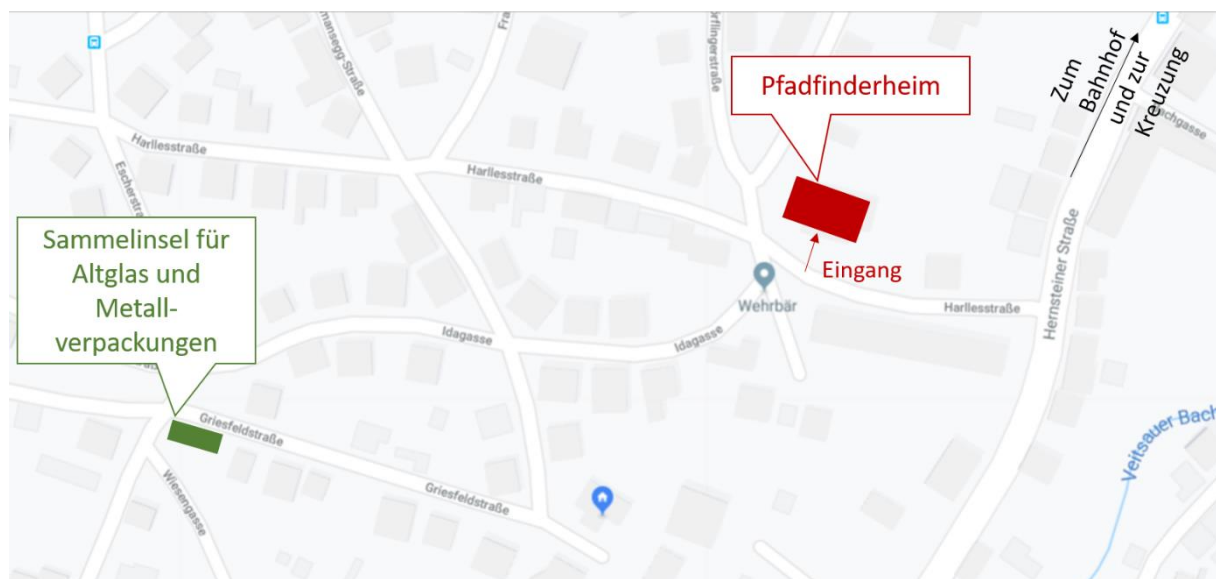 Zum
Bahnhof
und zur
Kreuzung
Pfadfinderheim
Harllesstraße
Harllesstraße
Sammelinsel für
Altglas und
Metall-
verpackungen
Eingang
Wehrbär
Harllesstraße
Hernsteiner Straße
Idagasse
Idagasse
Griesfeldstraße
Griesfeldstraße
Wiesengasse
Veitsauer Bach